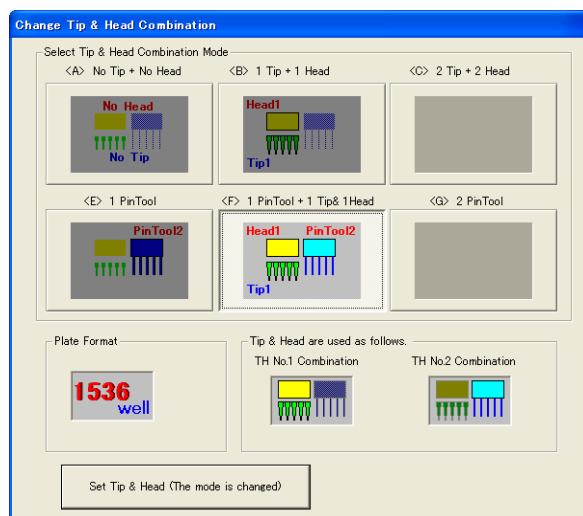 Change Tip & Head Combination
Select Tip & Head Combination Mode
<A> No Tip + No Head
<B> 1 Tip + 1 Head
<C> 2 Tip + 2 Head
No Head
No Tip
Head1
Tip1
<E> 1 PinTool
<F> 1 PinTool + 1 Tip& 1Head
<G> 2 PinTool
PinTool2
Head1 PinTool2
Tip1
Plate Format
1536
well
Tip & Head are used as follows.
TH No.1 Combination
TH No.2 Combination
Set Tip & Head (The mode is changed)